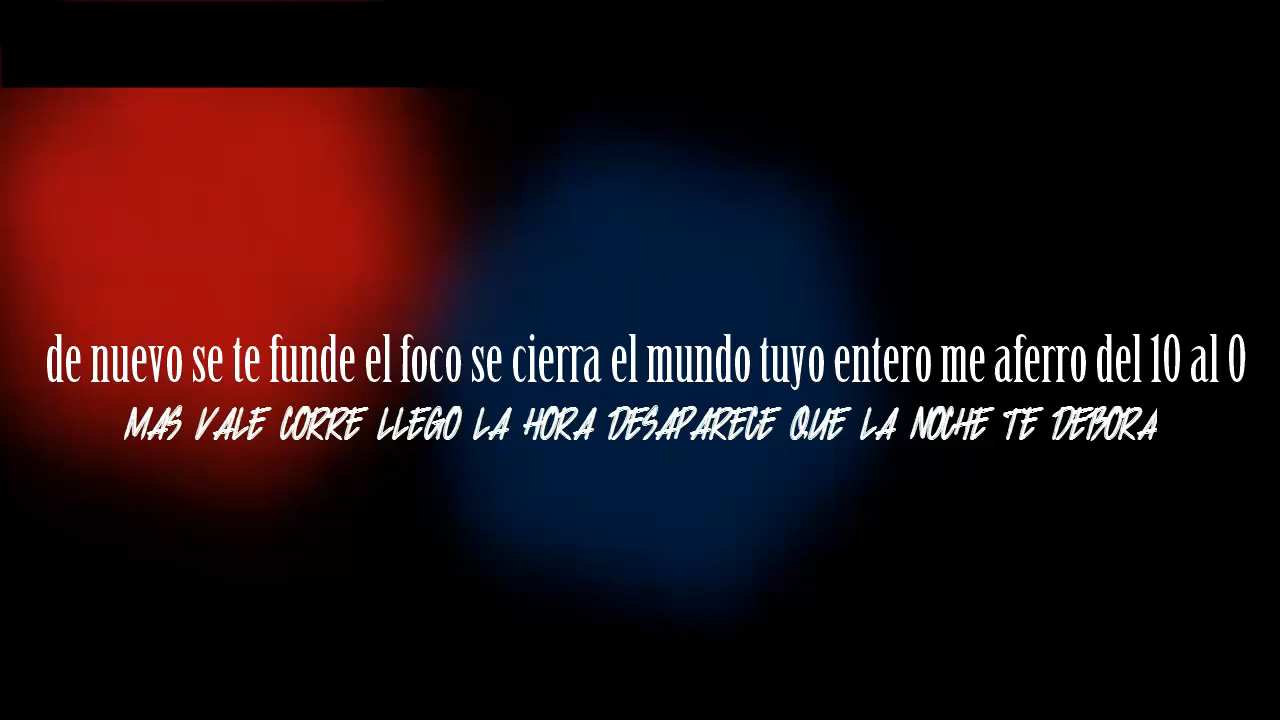 de nuevo se te funde el foco se cierra el mundo tuyo entero me aferro del 10 al 0
MAS VALE CORRE LLEGO LA HORA DESAPARECE QUE LA NOCHE TE DEBORA